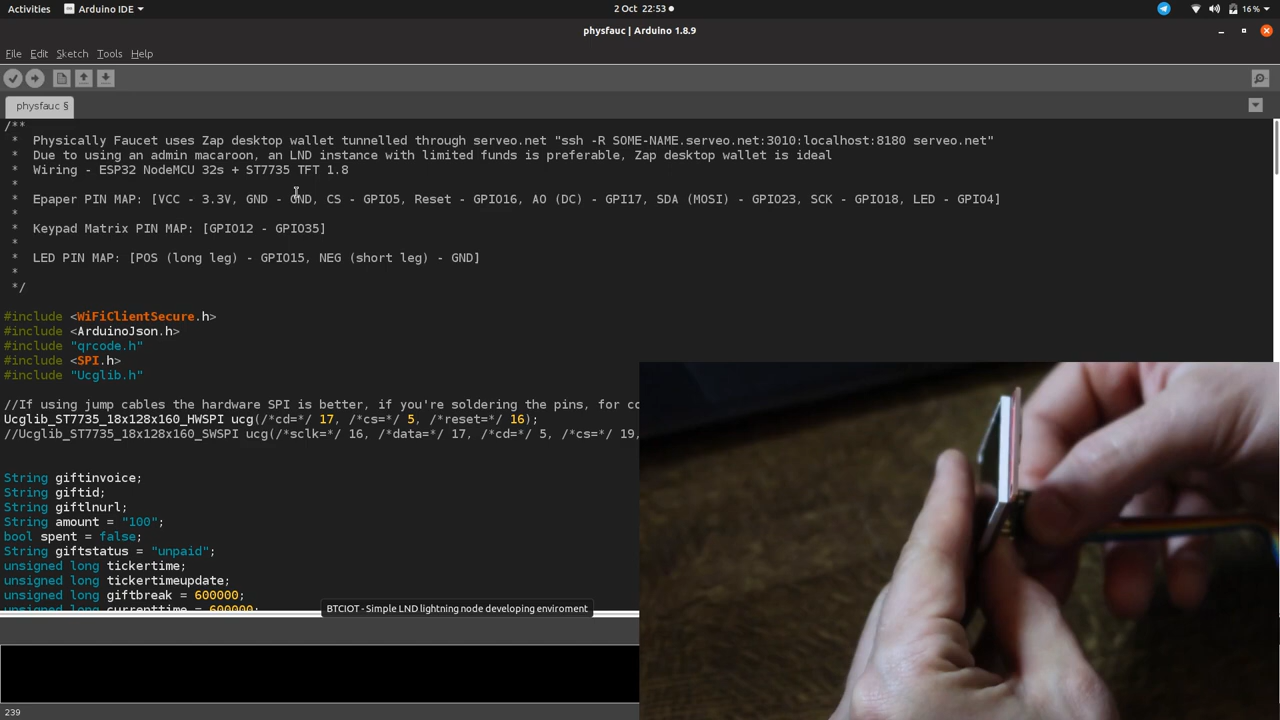 Activities
Arduino IDE
2 Oct 22:53
16%
physfauc | Arduino 1.8.9
File Edit Sketch Tools Help
physfauc §
/**
* Physically Faucet uses Zap desktop wallet tunnelled through serveo.net "ssh -R SOME-NAME.serveo.net:3010:localhost:8180 serveo.net"
* Due to using an admin macaroon, an LND instance with limited funds is preferable, Zap desktop wallet is ideal
* Wiring - ESP32 NodeMCU 32s + ST7735 TFT 1.8
*
* Epaper PIN MAP: [VCC - 3.3V, GND - GND, CS - GPIO5, Reset - GPIO16, AO (DC) - GPI17, SDA (MOSI) - GPIO23, SCK - GPIO18, LED - GPIO4]
*
* Keypad Matrix PIN MAP: [GPIO12 - GPIO35]
*
* LED PIN MAP: [POS (long leg) - GPIO15, NEG (short leg) - GND]
*
*/
#include <WiFiClientSecure.h>
#include <ArduinoJson.h>
#include "qrcode.h"
#include <SPI.h>
#include "Ucglib.h"
//If using jump cables the hardware SPI is better, if you're soldering the pins, for co
Ucglib_ST7735_18x128x160_HWSPI ucg(/*cd=*/ 17, /*cs=*/ 5, /*reset=*/ 16);
//Ucglib_ST7735_18x128x160_SWSPI ucg(/*sclk=*/ 16, /*data=*/ 17, /*cd=*/ 5, /*cs=*/ 19,
String giftinvoice;
String giftid;
String giftlnurl;
String amount = "100";
bool spent = false;
String giftstatus = "unpaid";
unsigned long tickertime;
unsigned long tickertimeupdate;
unsigned long giftbreak = 600000;
unsigned long currenttime = 600000;
BTCIOT - Simple LND lightning node developing enviroment
239